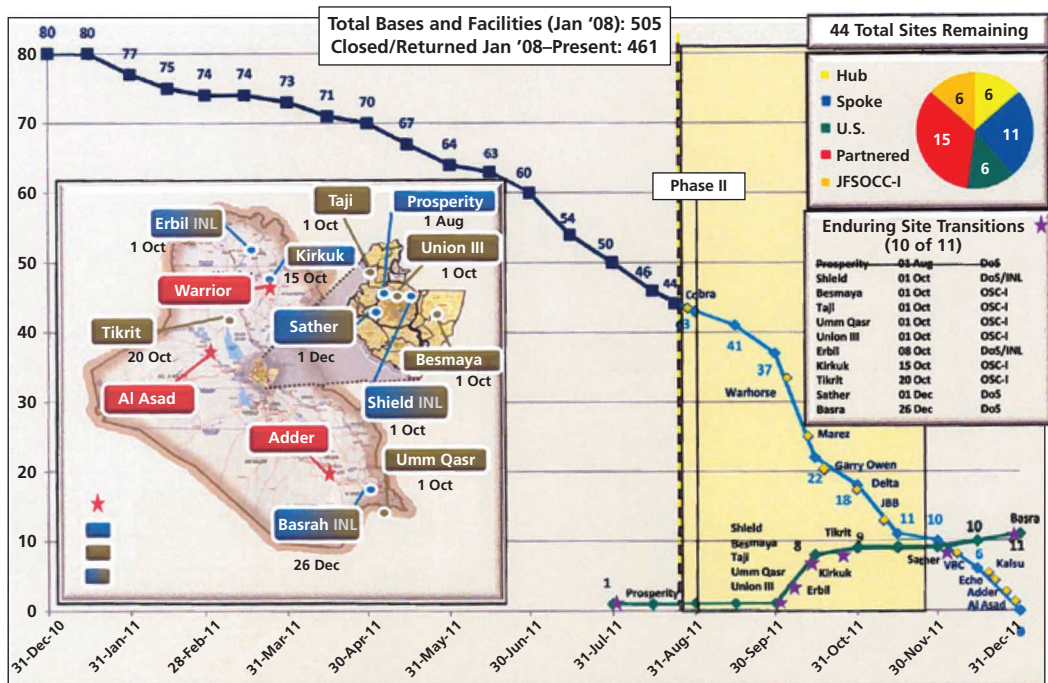 Total Bases and Facilities (Jan ’08): 505
Closed/Returned Jan ’08–Present: 461
44 Total Sites Remaining
Hub
Spoke
U.S.
Partnered
JFSOCC-I
6
6
11
6
15
Phase II
Enduring Site Transitions
(10 of 11)
Prosperity 01 Aug DoS
Shield 01 Oct DoS/INL
Besmaya 01 Oct OSC-I
Taji 01 Oct OSC-I
Umm Qasr 01 Oct OSC-I
Union III 01 Oct OSC-I
Erbil 08 Oct DoS/INL
Kirkuk 15 Oct OSC-I
Tikrit 20 Oct OSC-I
Sather 01 Dec DoS
Basra 26 Dec DoS
80
70
60
50
40
30
20
10
0
80
80
77
75
74
74
73
71
70
67
64
63
60
54
50
46
44
Cobra
41
37
Warhorse
Marez
22
Garry Owen
18
Delta
JBB
11
10
VBC
6
Kalsu
Echo
Adder
Al Asad
1
Prosperity
Shield
Besmaya
Taji
Umm Qasr
Union III
8
Erbil
Kirkuk
Tikrit
9
Sather
10
Basra
11
Taji
1 Oct
Prosperity
1 Aug
Erbil INL
1 Oct
Union III
1 Oct
Kirkuk
15 Oct
Warrior
Tikrit
20 Oct
Sather
1 Dec
Besmaya
1 Oct
Al Asad
Shield INL
1 Oct
Adder
Umm Qasr
1 Oct
Basrah INL
26 Dec
31-Dec-10
31-Jan-11
28-Feb-11
31-Mar-11
30-Apr-11
31-May-11
30-Jun-11
31-Jul-11
31-Aug-11
30-Sep-11
31-Oct-11
30-Nov-11
31-Dec-11